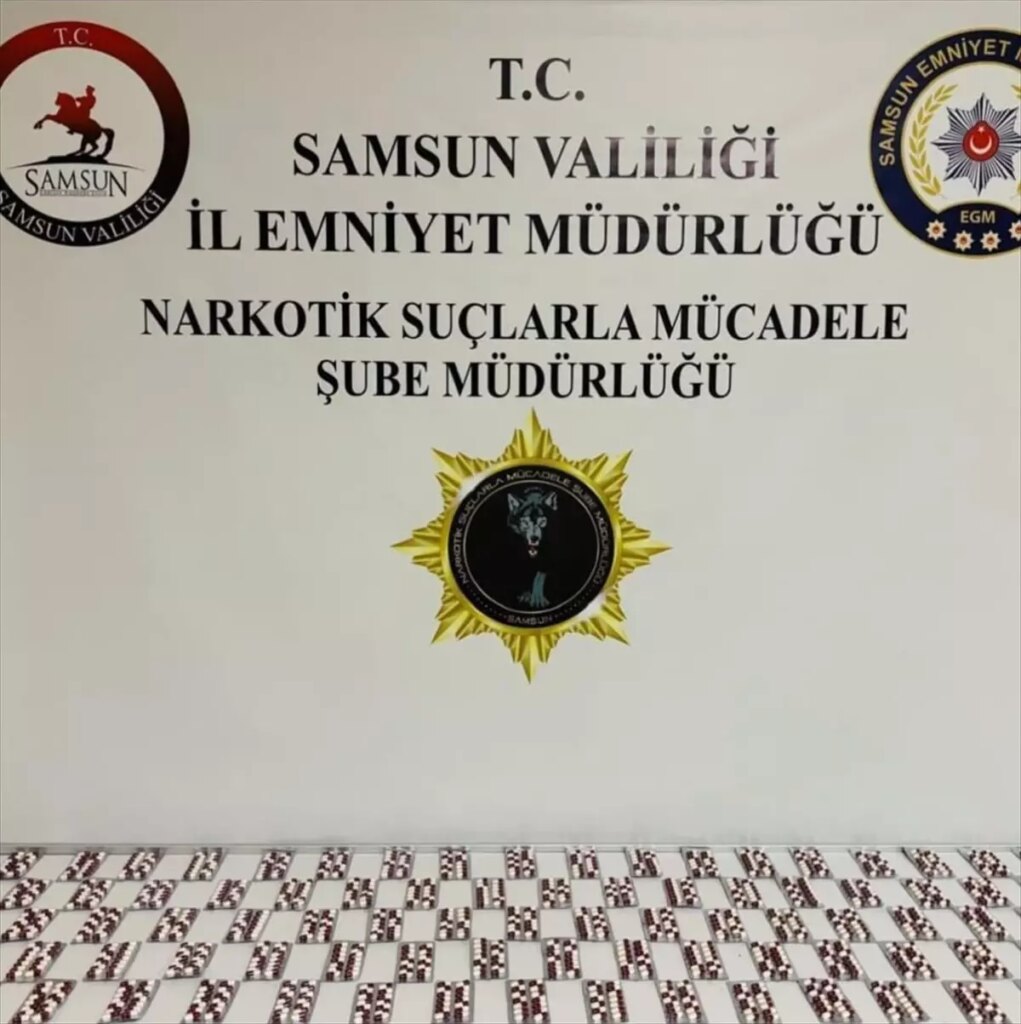 T.C.
SAMSUN
SAMSUN VALİLİĞİ
T.C.
SAMSUN VALİLİĞİ
İL EMNİYET MÜDÜRLÜĞÜ
NARKOTİK SUÇLARLA MÜCADELE
ŞUBE MÜDÜRLÜĞÜ
SAMSUN EMNİYET
EGM
NARKOTİK SUÇLARLA MÜCADELE ŞUBE MÜDÜRLÜĞÜ
SAMSUN